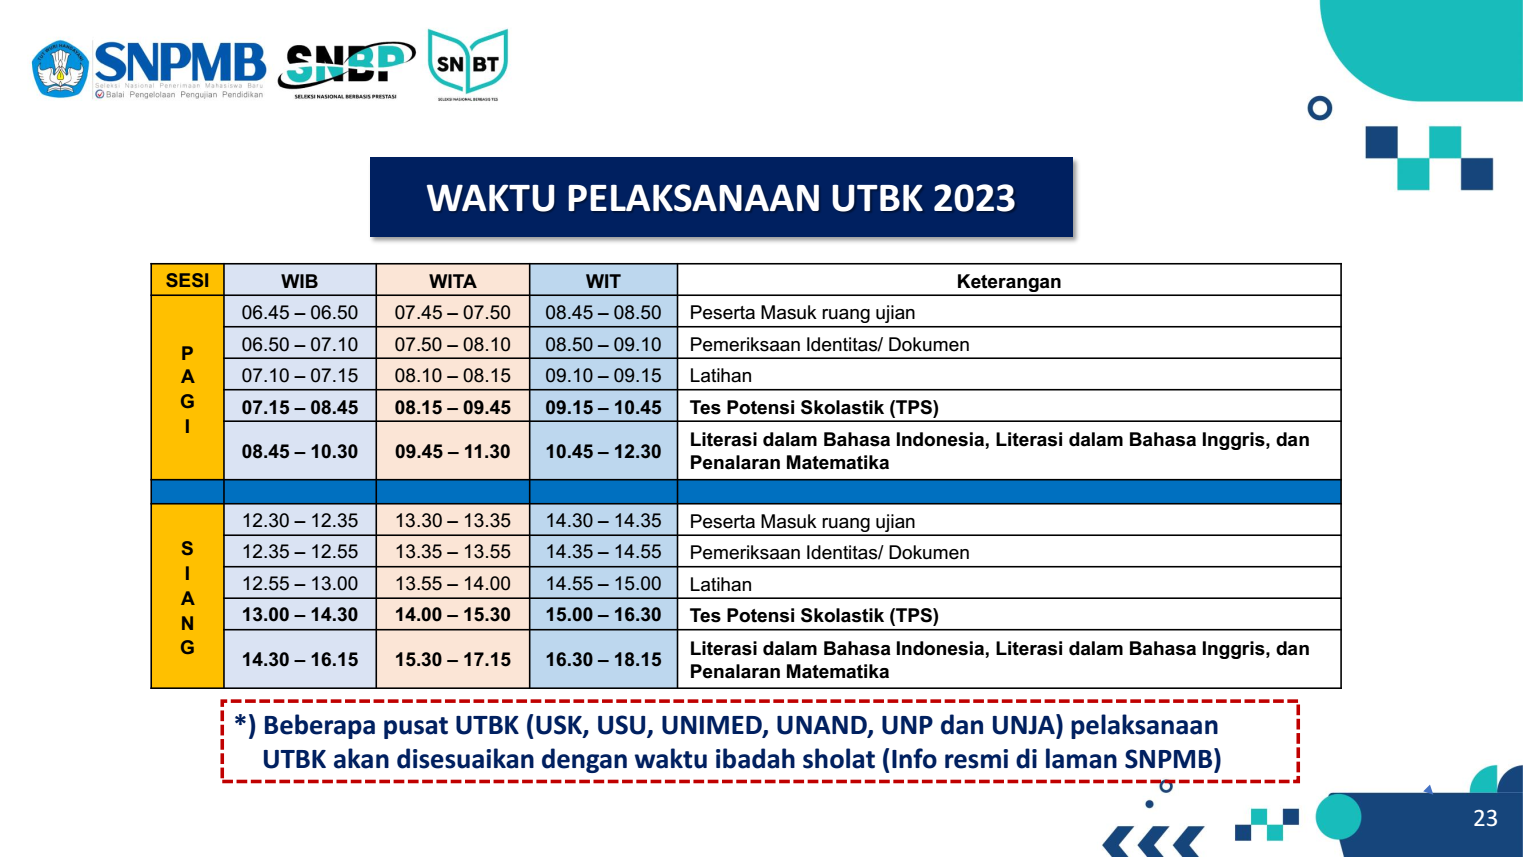 SNPMB
Seleksi Nasional Penerimaan Mahasiswa Baru
Balai Pengelolaan Pengujian Pendidikan
SNBP
SELEKSI NASIONAL BERBASIS PRESTASI
SNBT
SELEKSI NASIONAL BERBASIS TES
WAKTU PELAKSANAAN UTBK 2023
SESI WIB WITA WIT Keterangan
PAGI
06.45 – 06.50 07.45 – 07.50 08.45 – 08.50 Peserta Masuk ruang ujian
06.50 – 07.10 07.50 – 08.10 08.50 – 09.10 Pemeriksaan Identitas/ Dokumen
07.10 – 07.15 08.10 – 08.15 09.10 – 09.15 Latihan
07.15 – 08.45 08.15 – 09.45 09.15 – 10.45 Tes Potensi Skolastik (TPS)
08.45 – 10.30 09.45 – 11.30 10.45 – 12.30 Literasi dalam Bahasa Indonesia, Literasi dalam Bahasa Inggris, dan
Penalaran Matematika
SIANG
12.30 – 12.35 13.30 – 13.35 14.30 – 14.35 Peserta Masuk ruang ujian
12.35 – 12.55 13.35 – 13.55 14.35 – 14.55 Pemeriksaan Identitas/ Dokumen
12.55 – 13.00 13.55 – 14.00 14.55 – 15.00 Latihan
13.00 – 14.30 14.00 – 15.30 15.00 – 16.30 Tes Potensi Skolastik (TPS)
14.30 – 16.15 15.30 – 17.15 16.30 – 18.15 Literasi dalam Bahasa Indonesia, Literasi dalam Bahasa Inggris, dan
Penalaran Matematika
*) Beberapa pusat UTBK (USK, USU, UNIMED, UNAND, UNP dan UNJA) pelaksanaan
UTBK akan disesuaikan dengan waktu ibadah sholat (Info resmi di laman SNPMB)
23